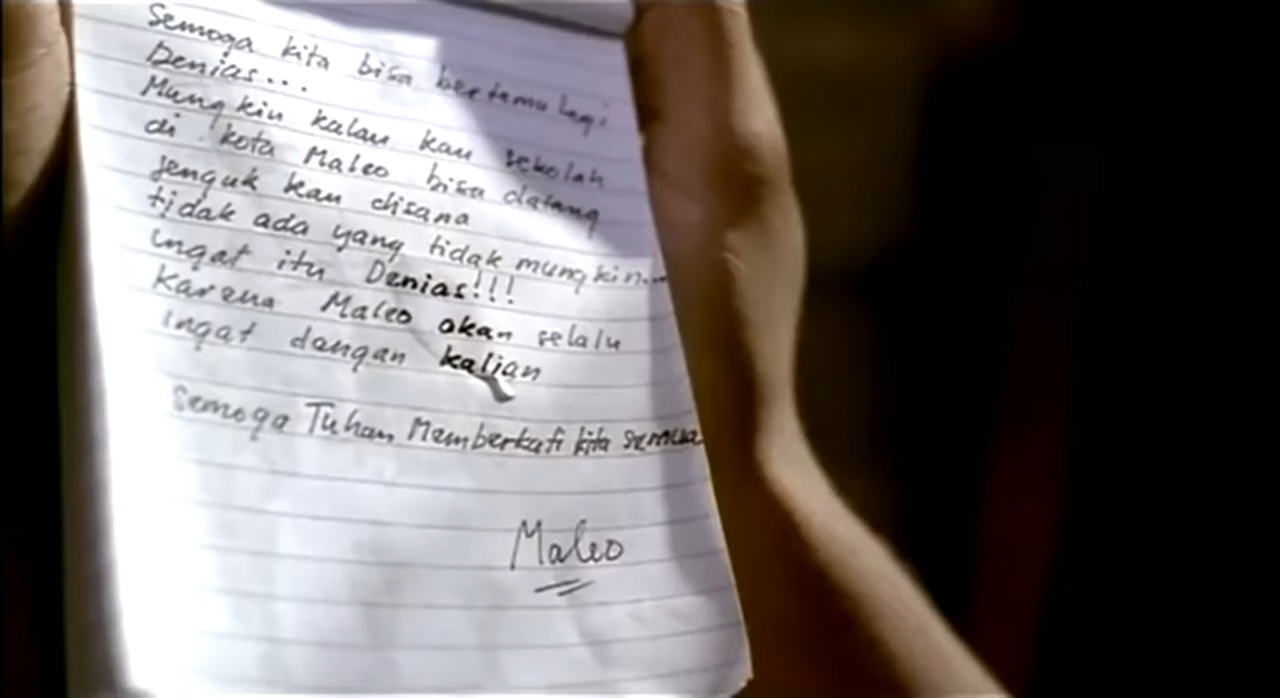 Semoga kita bisa bertemu lagi
Denias...
Mungkin kalau kau sekolah
di kota Maleo bisa datang
jenguk kau disana
tidak ada yang tidak mungkin...
ingat itu Denias!!!
Karena Maleo akan selalu
ingat dangan kalian
Semoga Tuhan Memberkati kita semua
Maleo